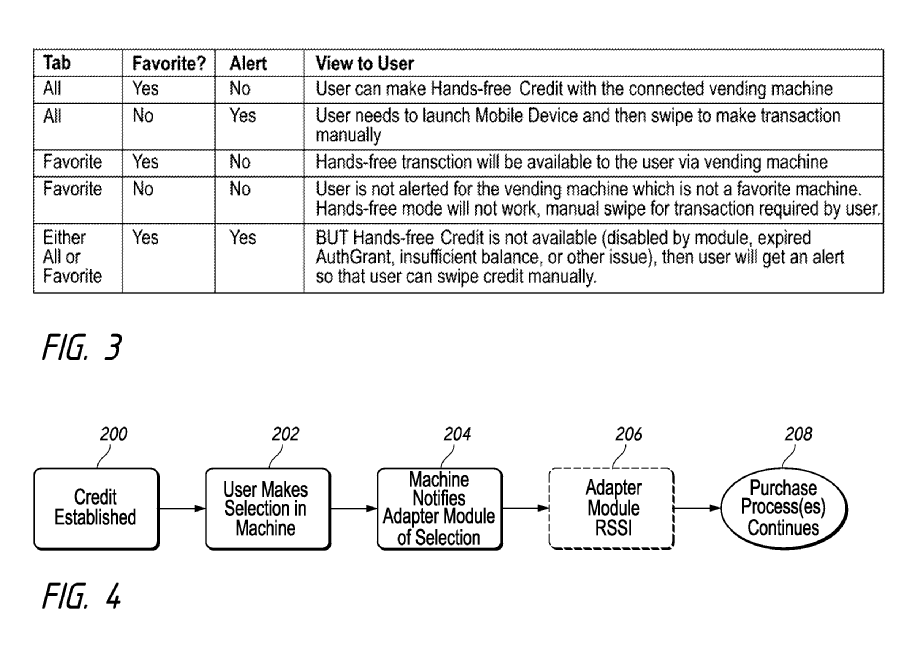 Tab Favorite? Alert View to User
All Yes No User can make Hands-free Credit with the connected vending machine
All No Yes User needs to launch Mobile Device and then swipe to make transaction
manually
Favorite Yes No Hands-free transction will be available to the user via vending machine
Favorite No No User is not alerted for the vending machine which is not a favorite machine.
Hands-free mode will not work, manual swipe for transaction required by user.
Either Yes Yes BUT Hands-free Credit is not available (disabled by module, expired
All or AuthGrant, insufficient balance, or other issue), then user will get an alert
Favorite so that user can swipe credit manually.
FIG. 3
200 202 204 206 208
Credit
Established
User Makes
Selection in
Machine
Machine
Notifies
Adapter Module
of Selection
Adapter
Module
RSSI
Purchase
Process(es)
Continues
FIG. 4